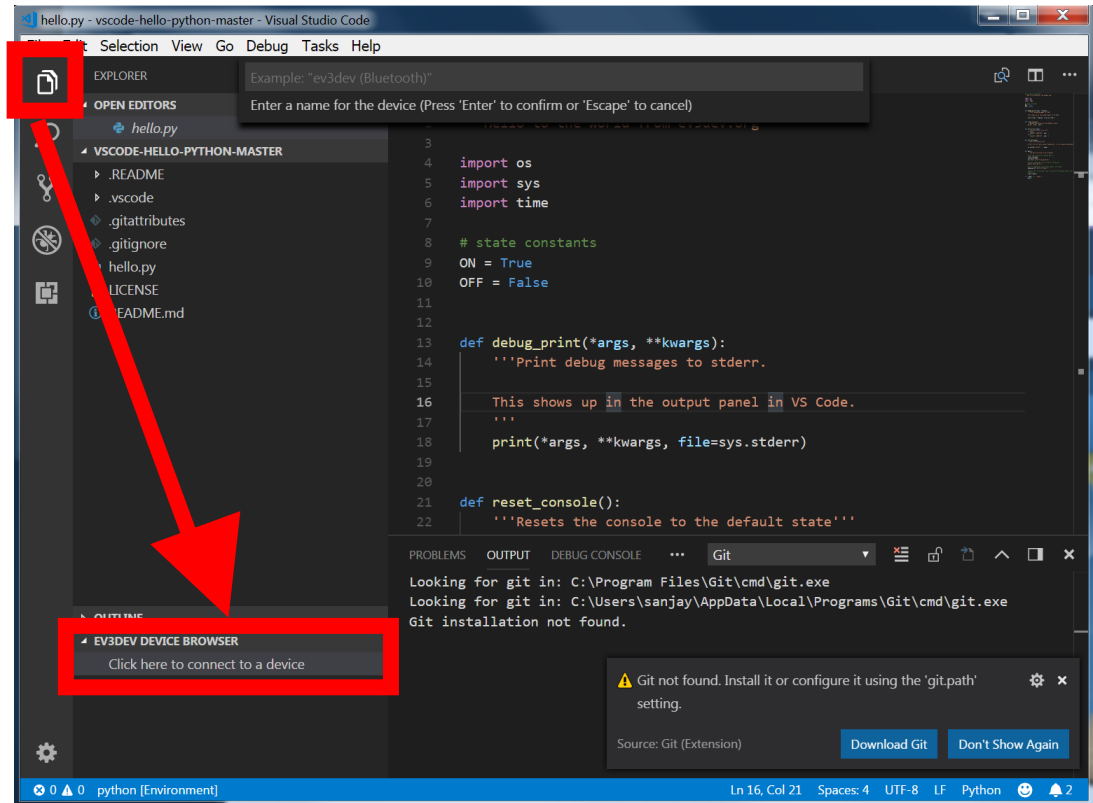 hello.py - vscode-hello-python-master - Visual Studio Code
Selection View Go Debug Tasks Help
EXPLORER
Example: "ev3dev (Bluetooth)"
Enter a name for the device (Press 'Enter' to confirm or 'Escape' to cancel)
OPEN EDITORS
hello.py
VSCODE-HELLO-PYTHON-MASTER
.README
.vscode
.gitattributes
.gitignore
hello.py
LICENSE
README.md
OUTLINE
EV3DEV DEVICE BROWSER
Click here to connect to a device
3
4 import os
5 import sys
6 import time
7
8 # state constants
9 ON = True
10 OFF = False
11
12
13 def debug_print(*args, **kwargs):
14 '''Print debug messages to stderr.
15
16 This shows up in the output panel in VS Code.
17 '''
18 print(*args, **kwargs, file=sys.stderr)
19
20
21 def reset_console():
22 '''Resets the console to the default state'''
PROBLEMS OUTPUT DEBUG CONSOLE ••• Git
Looking for git in: C:\Program Files\Git\cmd\git.exe
Looking for git in: C:\Users\sanjay\AppData\Local\Programs\Git\cmd\git.exe
Git installation not found.
Git not found. Install it or configure it using the 'git.path'
setting.
Source: Git (Extension)
Download Git
Don't Show Again
0 0 python [Environment] Ln 16, Col 21 Spaces: 4 UTF-8 LF Python 2